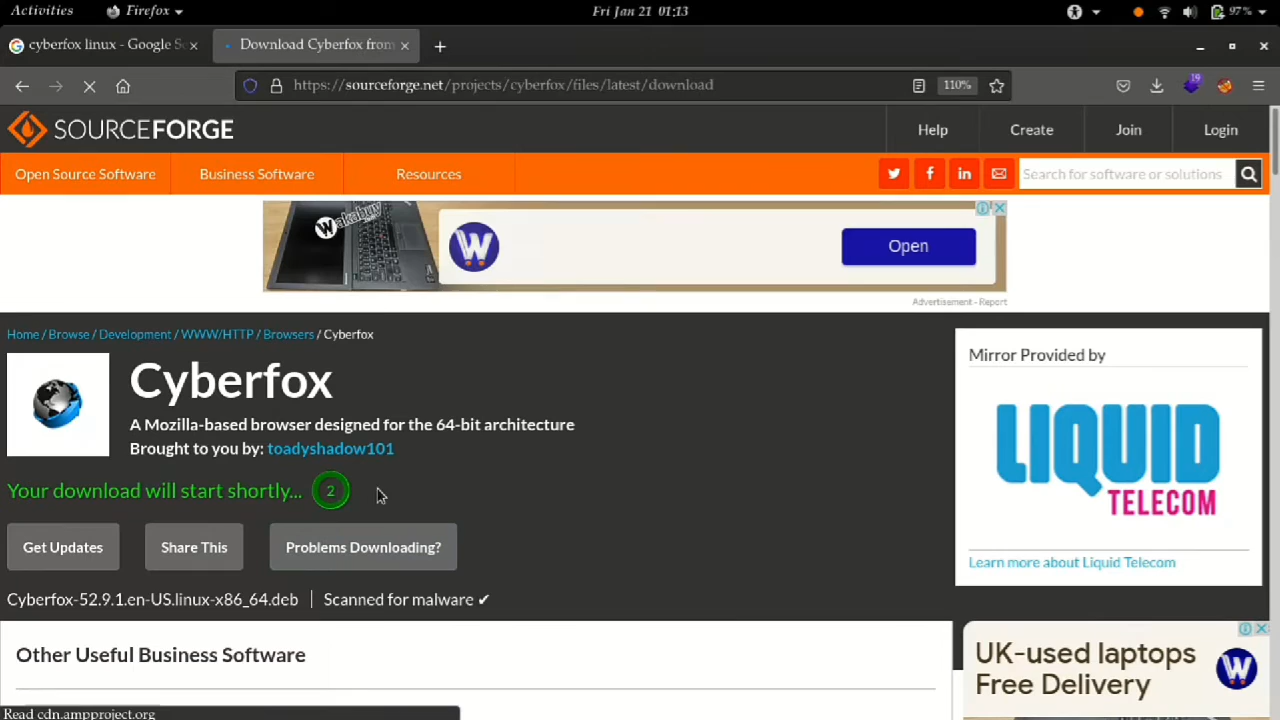 Activities Firefox Fri Jan 21 01:13 97%
cyberfox linux - Google S Download Cyberfox from
https://sourceforge.net/projects/cyberfox/files/latest/download 110% 19
SOURCEFORGE Help Create Join Login
Open Source Software Business Software Resources Search for software or solutions
Wakabuy W Open
Advertisement - Report
Home / Browse / Development / WWW/HTTP / Browsers / Cyberfox
Cyberfox
A Mozilla-based browser designed for the 64-bit architecture
Brought to you by: toadyshadow101
Your download will start shortly... 2
Get Updates Share This Problems Downloading?
Cyberfox-52.9.1.en-US.linux-x86_64.deb | Scanned for malware ✔
Mirror Provided by
LIQUID
TELECOM
Learn more about Liquid Telecom
Other Useful Business Software
UK-used laptops
Free Delivery
W
Read cdn.ampproject.org